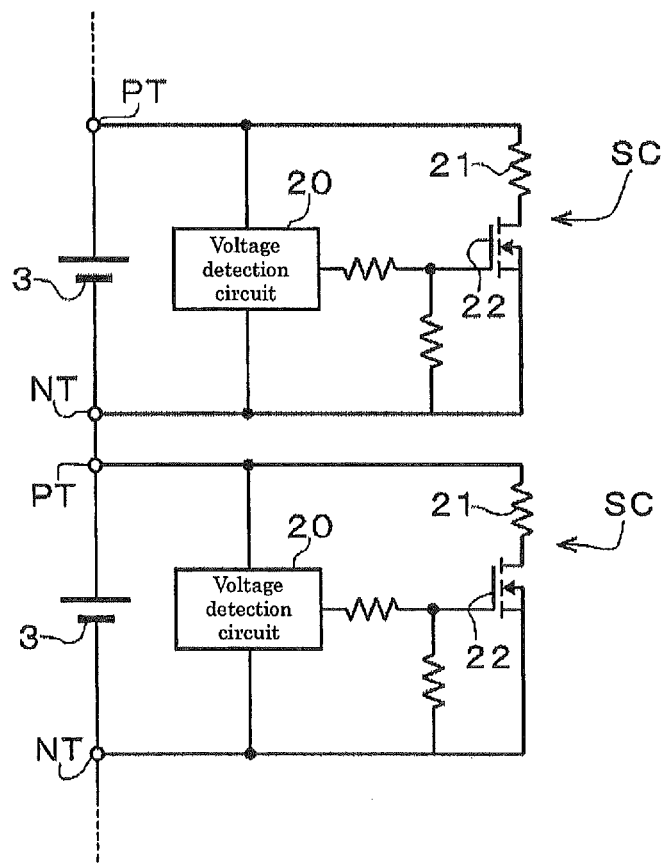 PT
SC
21
20
Voltage
detection
circuit
3
22
NT
PT
21
SC
20
Voltage
detection
circuit
3
22
NT